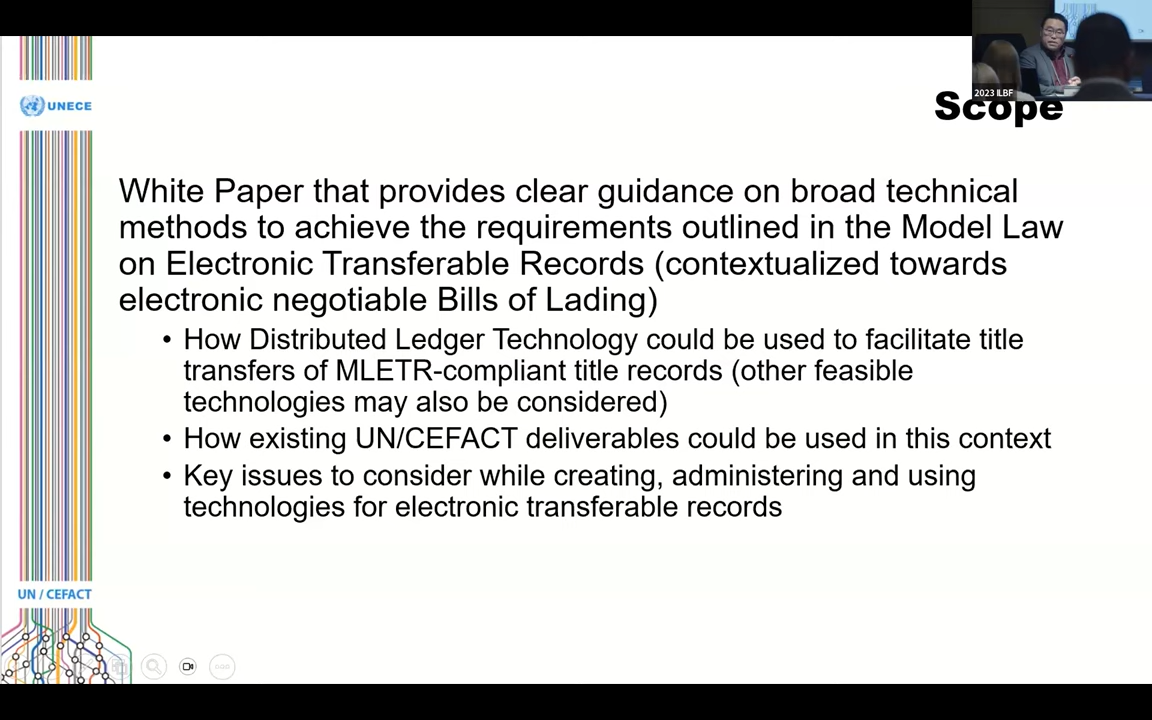 2023 ILBF
UNECE
Scope
White Paper that provides clear guidance on broad technical
methods to achieve the requirements outlined in the Model Law
on Electronic Transferable Records (contextualized towards
electronic negotiable Bills of Lading)
• How Distributed Ledger Technology could be used to facilitate title
transfers of MLETR-compliant title records (other feasible
technologies may also be considered)
• How existing UN/CEFACT deliverables could be used in this context
• Key issues to consider while creating, administering and using
technologies for electronic transferable records
UN / CEFACT